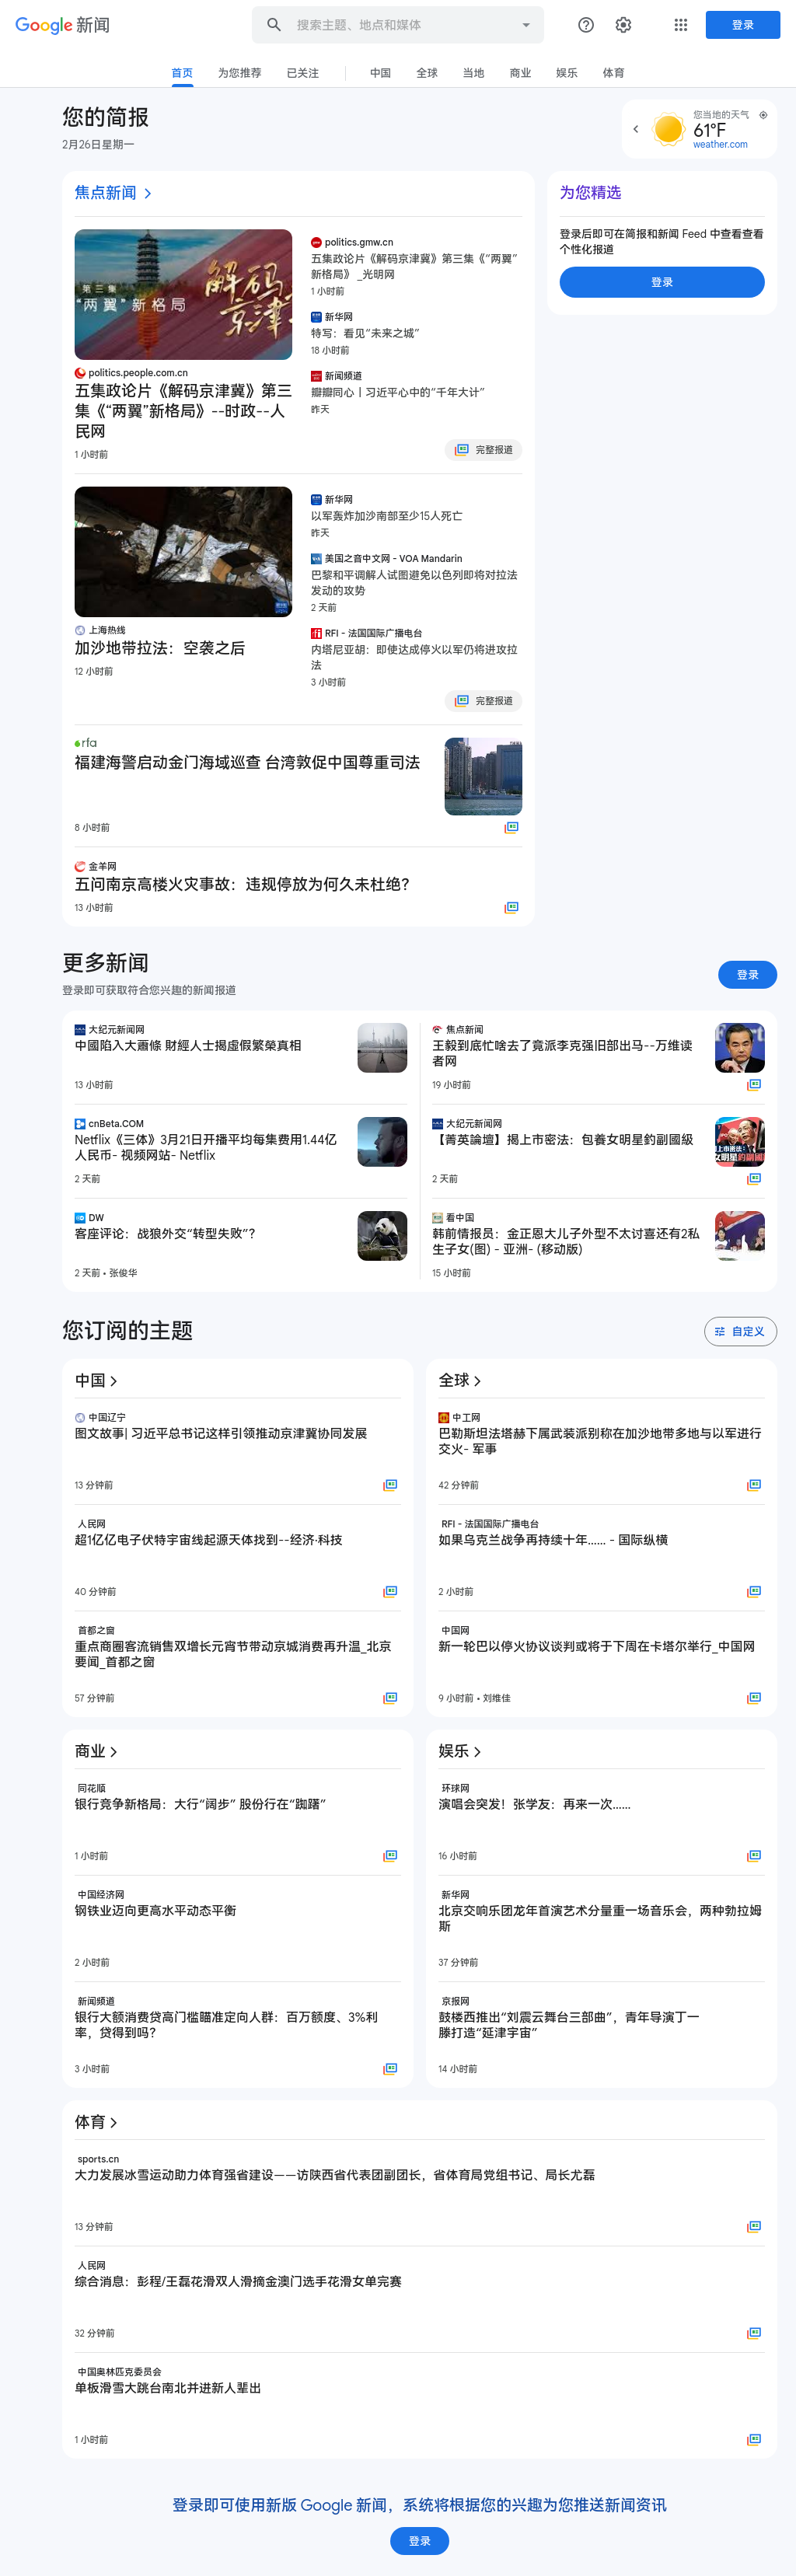 Google 新闻
搜索主题、地点和媒体
登录
首页 为您推荐 已关注 中国 全球 当地 商业 娱乐 体育
您的简报
2月26日星期一
您当地的天气
61°F
weather.com
焦点新闻
第三集
"两翼"新格局
解码
京津
politics.people.com.cn
五集政论片《解码京津冀》第三
集《“两翼”新格局》--时政--人
民网
1 小时前
politics.gmw.cn
五集政论片《解码京津冀》第三集《“两翼”
新格局》_光明网
1 小时前
新华网
特写：看见“未来之城”
18 小时前
新闻频道
瓣瓣同心丨习近平心中的“千年大计”
昨天
完整报道
为您精选
登录后即可在简报和新闻 Feed 中查看查看
个性化报道
登录
上海热线
加沙地带拉法：空袭之后
12 小时前
新华网
以军轰炸加沙南部至少15人死亡
昨天
美国之音中文网 - VOA Mandarin
巴黎和平调解人试图避免以色列即将对拉法
发动的攻势
2 天前
RFI - 法国国际广播电台
内塔尼亚胡：即使达成停火以军仍将进攻拉
法
3 小时前
完整报道
rfa
福建海警启动金门海域巡查 台湾敦促中国尊重司法
8 小时前
金羊网
五问南京高楼火灾事故：违规停放为何久未杜绝？
13 小时前
更多新闻
登录即可获取符合您兴趣的新闻报道
登录
大纪元新闻网
中國陷入大蕭條 財經人士揭虛假繁榮真相
13 小时前
焦点新闻
王毅到底忙啥去了竟派李克强旧部出马--万维读
者网
19 小时前
cnBeta.COM
Netflix《三体》3月21日开播平均每集费用1.44亿
人民币- 视频网站- Netflix
2 天前
大纪元新闻网
【菁英論壇】揭上市密法：包養女明星釣副國級
2 天前
DW
客座评论：战狼外交“转型失败”？
2 天前 • 张俊华
看中国
韩前情报员：金正恩大儿子外型不太讨喜还有2私
生子女(图) - 亚洲- (移动版)
15 小时前
您订阅的主题
自定义
中国
中国辽宁
图文故事| 习近平总书记这样引领推动京津冀协同发展
13 分钟前
人民网
超1亿亿电子伏特宇宙线起源天体找到--经济·科技
40 分钟前
首都之窗
重点商圈客流销售双增长元宵节带动京城消费再升温_北京
要闻_首都之窗
57 分钟前
全球
中工网
巴勒斯坦法塔赫下属武装派别称在加沙地带多地与以军进行
交火- 军事
42 分钟前
RFI - 法国国际广播电台
如果乌克兰战争再持续十年...... - 国际纵横
2 小时前
中国网
新一轮巴以停火协议谈判或将于下周在卡塔尔举行_中国网
9 小时前 • 刘维佳
商业
同花顺
银行竞争新格局：大行“阔步” 股份行在“踟躇”
1 小时前
中国经济网
钢铁业迈向更高水平动态平衡
2 小时前
新闻频道
银行大额消费贷高门槛瞄准定向人群：百万额度、3%利
率，贷得到吗？
3 小时前
娱乐
环球网
演唱会突发！张学友：再来一次……
16 小时前
新华网
北京交响乐团龙年首演艺术分量重一场音乐会，两种勃拉姆
斯
37 分钟前
京报网
鼓楼西推出“刘震云舞台三部曲”，青年导演丁一
滕打造“延津宇宙”
14 小时前
体育
sports.cn
大力发展冰雪运动助力体育强省建设——访陕西省代表团副团长，省体育局党组书记、局长尤磊
13 分钟前
人民网
综合消息：彭程/王磊花滑双人滑摘金澳门选手花滑女单完赛
32 分钟前
中国奥林匹克委员会
单板滑雪大跳台南北并进新人辈出
1 小时前
登录即可使用新版 Google 新闻，系统将根据您的兴趣为您推送新闻资讯
登录